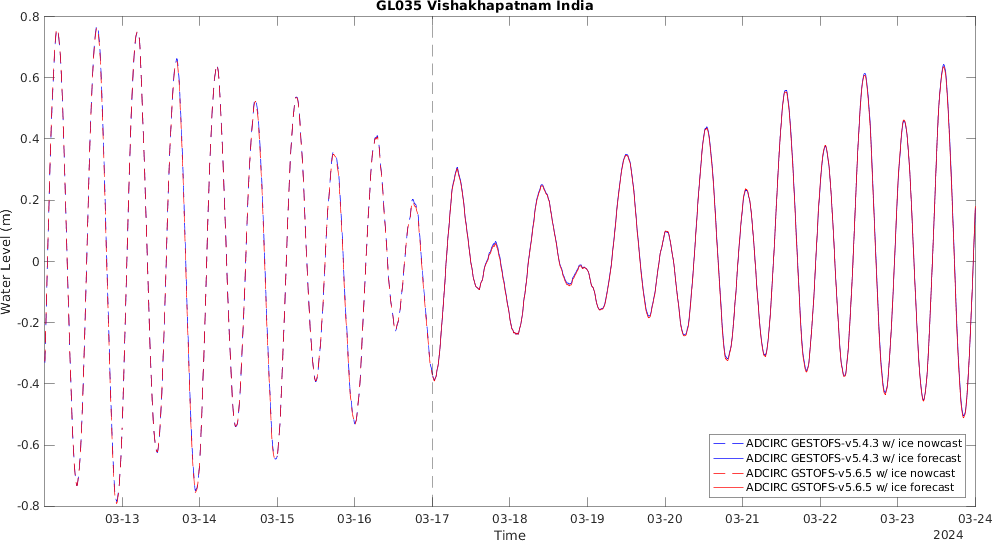 GL035 Vishakhapatnam India
Water Level (m)
0.8
0.6
0.4
0.2
0
-0.2
-0.4
-0.6
-0.8
ADCIRC GESTOFS-v5.4.3 w/ ice nowcast
ADCIRC GESTOFS-v5.4.3 w/ ice forecast
ADCIRC GSTOFS-v5.6.5 w/ ice nowcast
ADCIRC GSTOFS-v5.6.5 w/ ice forecast
03-13 03-14 03-15 03-16 03-17 03-18 03-19 03-20 03-21 03-22 03-23 03-24
Time
2024